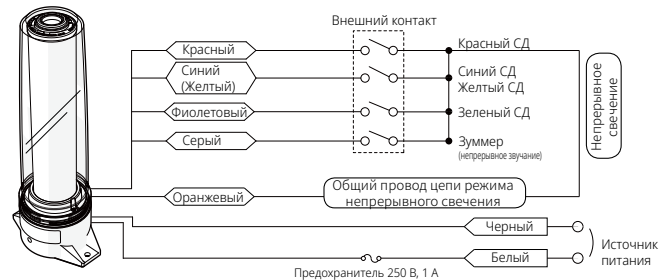 Внешний контакт
Красный
Красный СД
Синий
(Желтый)
Синий СД
Желтый СД
Фиолетовый
Зеленый СД
Серый
Зуммер
(непрерывное звучание)
Непрерывное
свечение
Оранжевый
Общий провод цепи режима
непрерывного свечения
Черный
Белый
Источник
питания
Предохранитель 250 В, 1 А